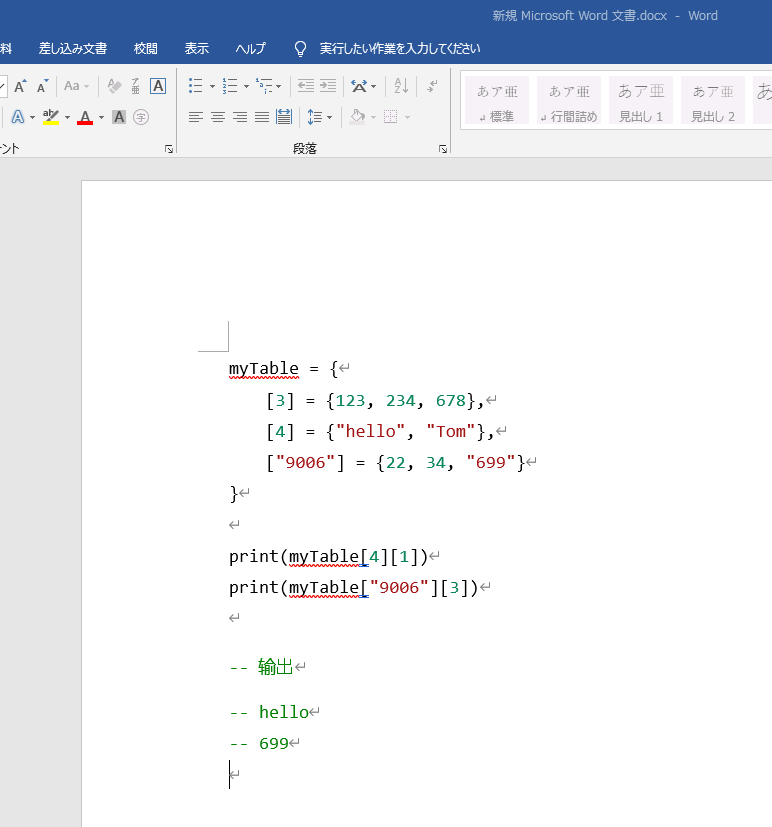 新規 Microsoft Word 文書.docx - Word
料 差し込み文書 校閲 表示 ヘルプ 実行したい作業を入力してください
A A Aa A
A aby A A 字 A Z
ント 段落
あア亜 あア亜 あア亜 あア亜 あ
標準 行間詰め 見出し 1 見出し 2
myTable = {
[3] = {123, 234, 678},
[4] = {"hello", "Tom"},
["9006"] = {22, 34, "699"}
}
print(myTable[4][1])
print(myTable["9006"][3])
-- 输出
-- hello
-- 699